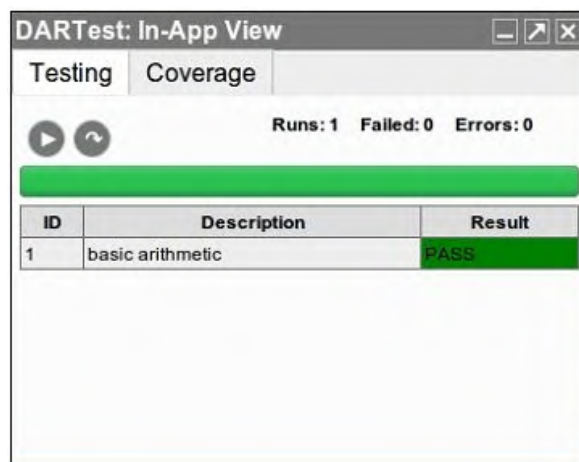 DARTest: In-App View
Testing Coverage
Runs: 1 Failed: 0 Errors: 0
ID Description Result
1 basic arithmetic PASS